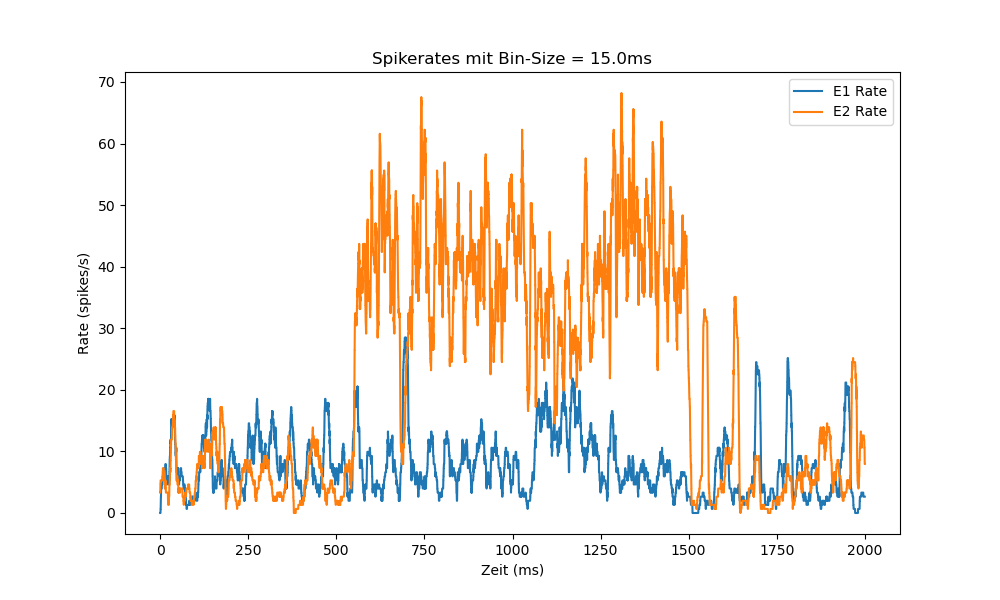 Spikerates mit Bin-Size = 15.0ms
E1 Rate
E2 Rate
Rate (spikes/s)
70
60
50
40
30
20
10
0
0 250 500 750 1000 1250 1500 1750 2000
Zeit (ms)